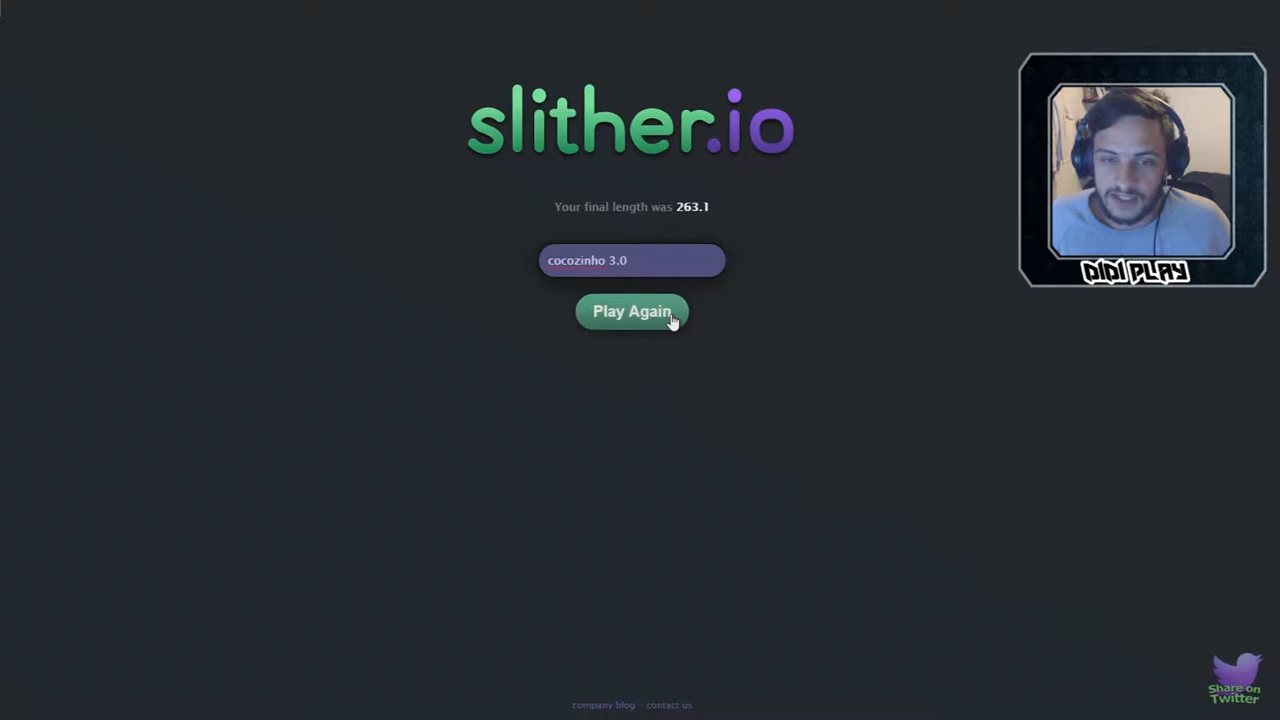 slither.io
Your final length was 263.1
cocozinho 3.0
Play Again
DIDI PLAY
Share on
Twitter
company blog - contact us